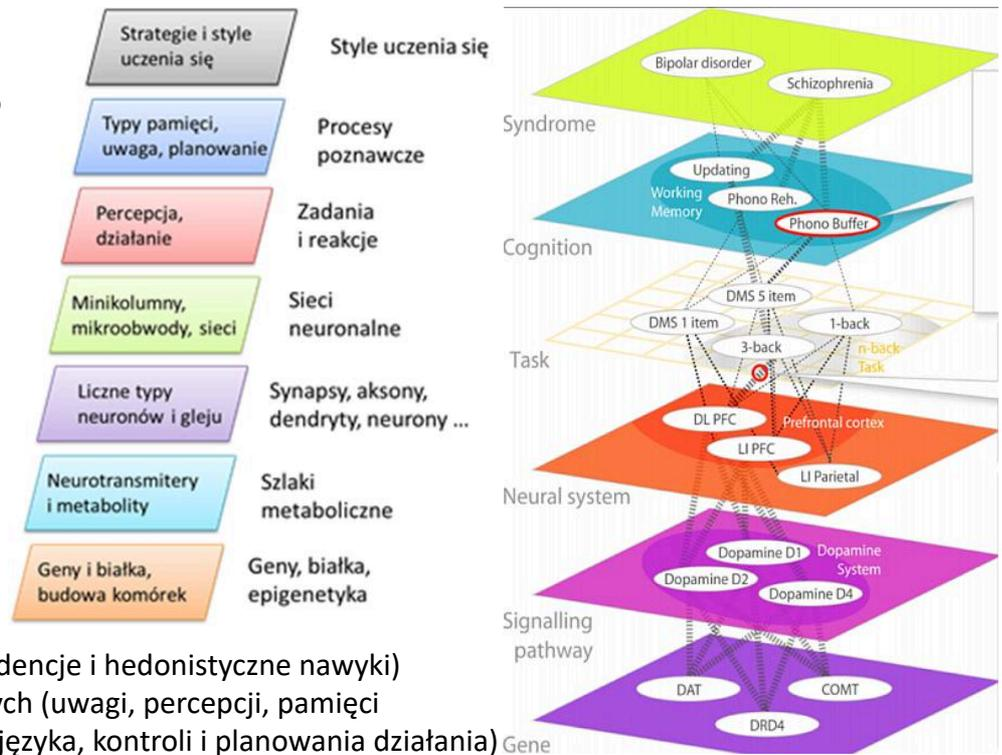 Strategie i style
uczenia się
Style uczenia się
Typy pamięci,
uwaga, planowanie
Procesy
poznawcze
Percepcja,
działanie
Zadania
i reakcje
Minikolumny,
mikroobwody, sieci
Sieci
neuronalne
Liczne typy
neuronów i gleju
Synapsy, aksony,
dendryty, neurony ...
Neurotransmitery
i metabolity
Szlaki
metaboliczne
Geny i białka,
budowa komórek
Geny, białka,
epigenetyka
dencje i hedonistyczne nawyki)
ych (uwagi, percepcji, pamięci
języka, kontroli i planowania działania)
Bipolar disorder
Schizophrenia
Syndrome
Updating
Working
Memory
Phono Reh.
Phono Buffer
Cognition
DMS 5 item
DMS 1 item
1-back
3-back
n-back
Task
Task
DL PFC
Prefrontal cortex
LI PFC
LI Parietal
Neural system
Dopamine D1
Dopamine
System
Dopamine D2
Dopamine D4
Signalling
pathway
DAT
COMT
DRD4
Gene